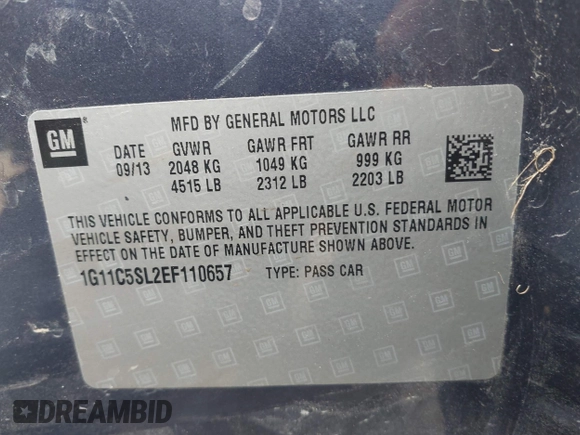 GM ®
MFD BY GENERAL MOTORS LLC
DATE GVWR GAWR FRT GAWR RR
09/13 2048 KG 1049 KG 999 KG
4515 LB 2312 LB 2203 LB
THIS VEHICLE CONFORMS TO ALL APPLICABLE U.S. FEDERAL MOTOR
VEHICLE SAFETY, BUMPER, AND THEFT PREVENTION STANDARDS IN
EFFECT ON THE DATE OF MANUFACTURE SHOWN ABOVE.
1G11C5SL2EF110657 TYPE: PASS CAR
DREAMBID